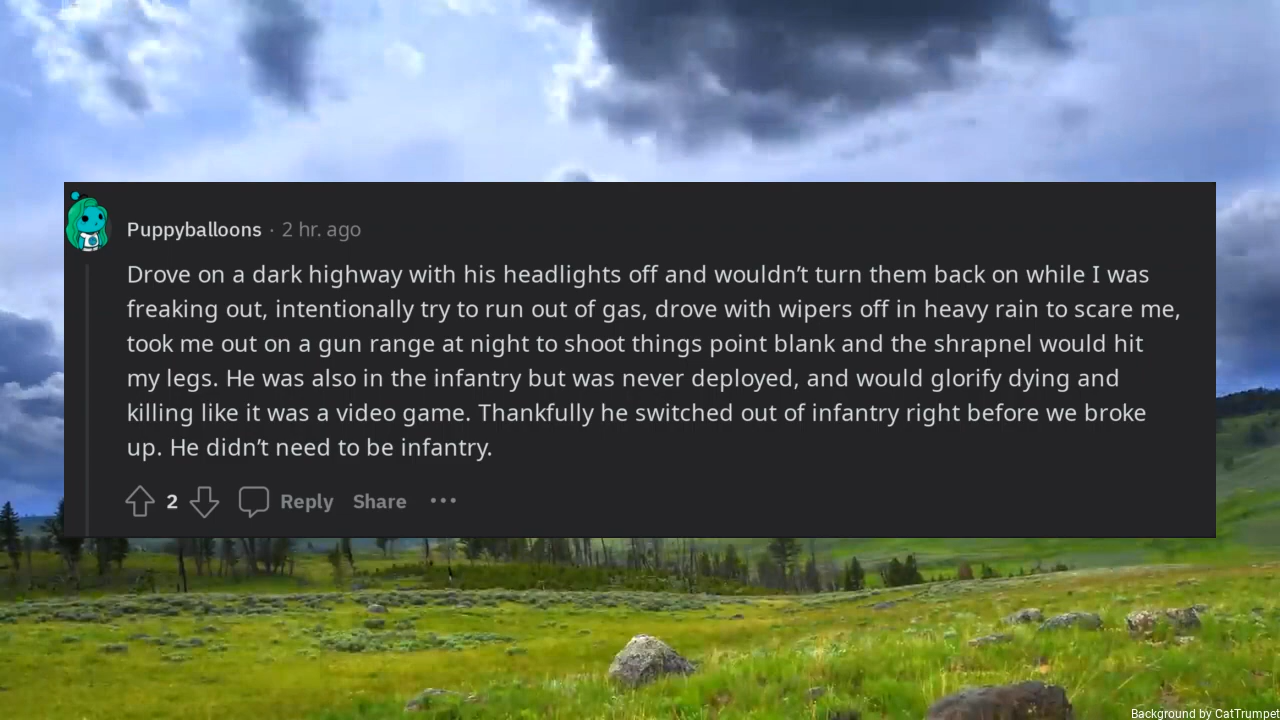 Puppyballoons · 2 hr. ago
Drove on a dark highway with his headlights off and wouldn’t turn them back on while I was
freaking out, intentionally try to run out of gas, drove with wipers off in heavy rain to scare me,
took me out on a gun range at night to shoot things point blank and the shrapnel would hit
my legs. He was also in the infantry but was never deployed, and would glorify dying and
killing like it was a video game. Thankfully he switched out of infantry right before we broke
up. He didn’t need to be infantry.
2 Reply Share •••
Background by CatTrumpet